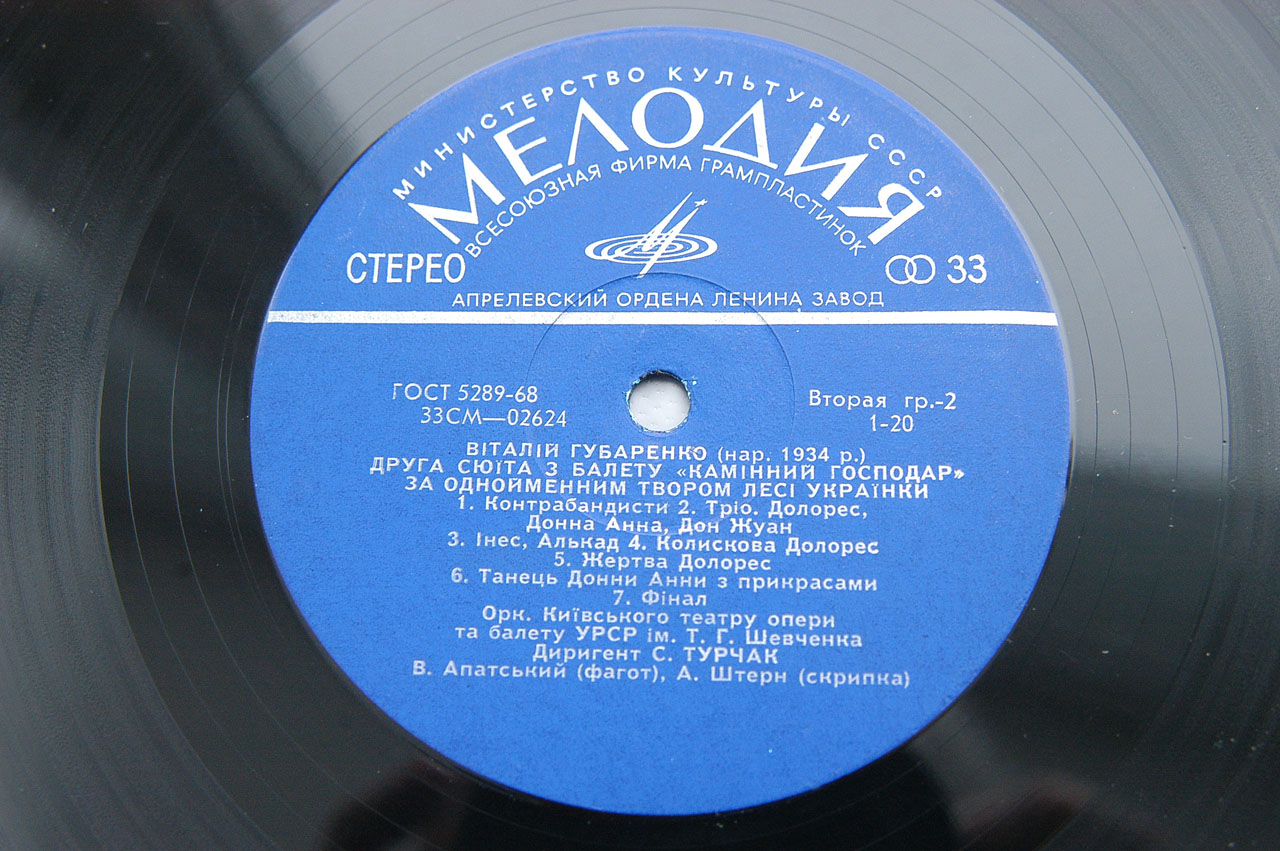 МИНИСТЕРСТВО КУЛЬТУРЫ СССР
МЕЛОДИЯ
ВСЕСОЮЗНАЯ ФИРМА ГРАМПЛАСТИНОК
СТЕРЕО
33
АПРЕЛЕВСКИЙ ОРДЕНА ЛЕНИНА ЗАВОД
ГОСТ 5289-68
33СМ—02624
Вторая гр.-2
1-20
ВІТАЛІЙ ГУБАРЕНКО (нар. 1934 р.)
ДРУГА СЮЇТА З БАЛЕТУ «КАМІННИЙ ГОСПОДАР»
ЗА ОДНОЙМЕННИМ ТВОРОМ ЛЕСІ УКРАЇНКИ
1. Контрабандисти 2. Тріо. Долорес,
Донна Анна, Дон Жуан
3. Інес, Алькад 4. Колискова Долорес
5. Жертва Долорес
6. Танець Донни Анни з прикрасами
7. Фінал
Орк. Київського театру опери
та балету УРСР ім. Т. Г. Шевченка
Диригент С. ТУРЧАК
В. Апатський (фагот), А. Штерн (скрипка)